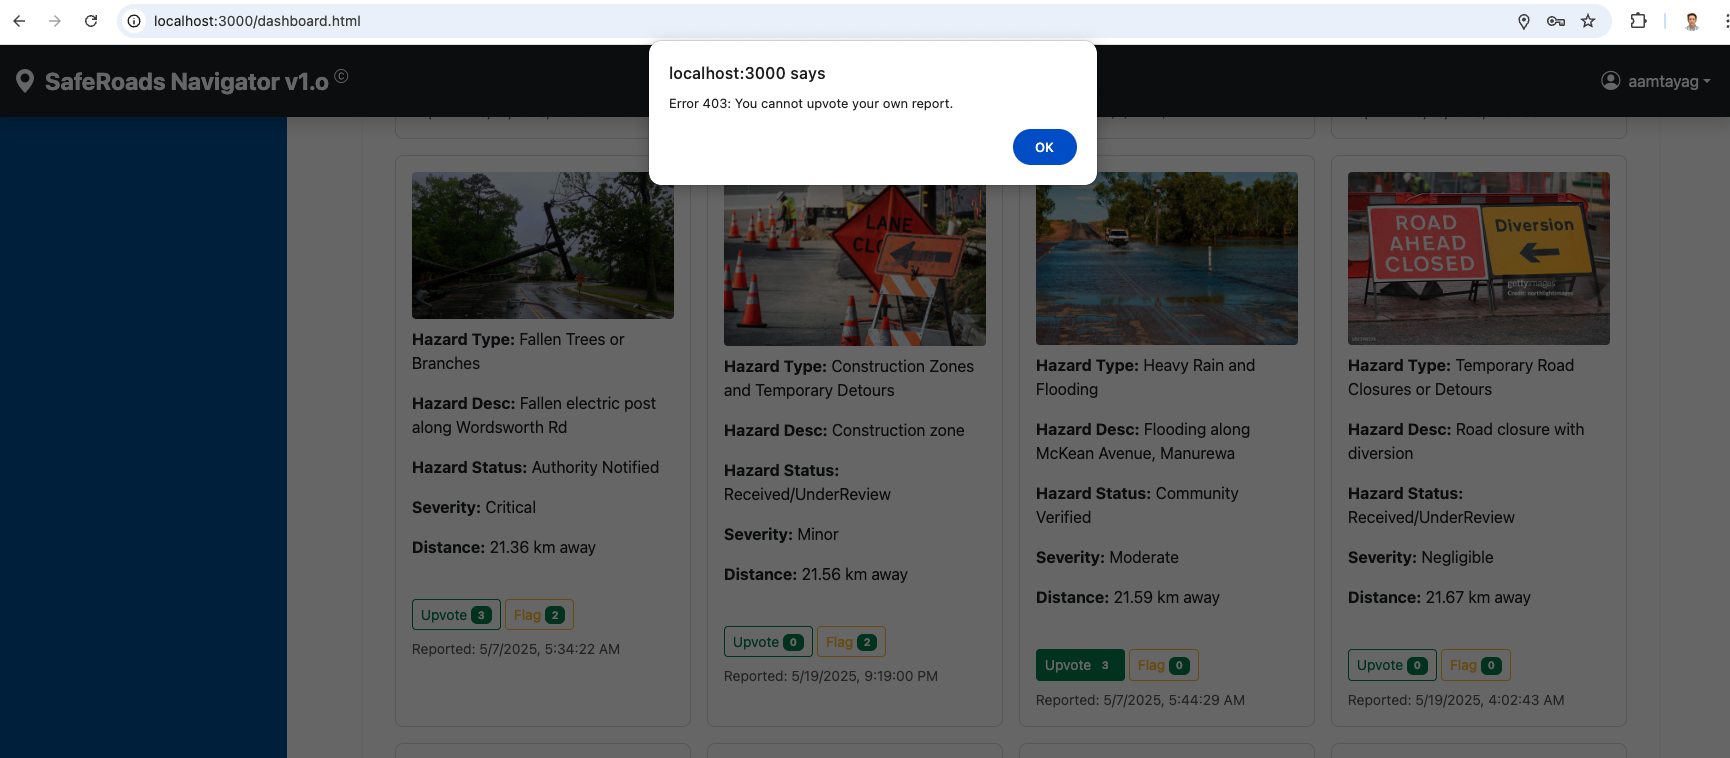 localhost:3000/dashboard.html
localhost:3000 says
Error 403: You cannot upvote your own report.
OK
SafeRoads Navigator v1.o ©
aamtayag
Hazard Type: Fallen Trees or
Branches
Hazard Desc: Fallen electric post
along Wordsworth Rd
Hazard Status: Authority Notified
Severity: Critical
Distance: 21.36 km away
Upvote 3 Flag 2
Reported: 5/7/2025, 5:34:22 AM
LANE
Hazard Type: Construction Zones
and Temporary Detours
Hazard Desc: Construction zone
Hazard Status:
Received/UnderReview
Severity: Minor
Distance: 21.56 km away
Upvote 0 Flag 2
Reported: 5/19/2025, 9:19:00 PM
Hazard Type: Heavy Rain and
Flooding
Hazard Desc: Flooding along
McKean Avenue, Manurewa
Hazard Status: Community
Verified
Severity: Moderate
Distance: 21.59 km away
Upvote 3 Flag 0
Reported: 5/7/2025, 5:44:29 AM
ROAD
AHEAD
CLOSED
Diversion
gettyimages
Credit: northlightimages
Hazard Type: Temporary Road
Closures or Detours
Hazard Desc: Road closure with
diversion
Hazard Status:
Received/UnderReview
Severity: Negligible
Distance: 21.67 km away
Upvote 0 Flag 0
Reported: 5/19/2025, 4:02:43 AM